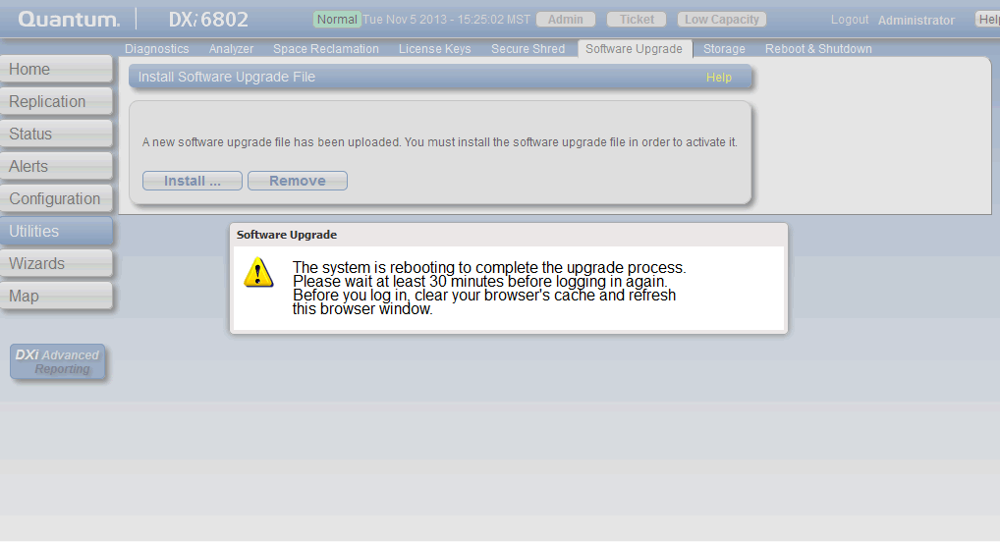 Quantum. DXi6802 Normal Tue Nov 5 2013 - 15:25:02 MST Admin Ticket Low Capacity Logout Administrator Help
Diagnostics Analyzer Space Reclamation License Keys Secure Shred Software Upgrade Storage Reboot & Shutdown
Home
Replication
Status
Alerts
Configuration
Utilities
Wizards
Map
DXi Advanced
Reporting
Install Software Upgrade File Help
A new software upgrade file has been uploaded. You must install the software upgrade file in order to activate it.
Install ... Remove
Software Upgrade
The system is rebooting to complete the upgrade process.
Please wait at least 30 minutes before logging in again.
Before you log in, clear your browser's cache and refresh
this browser window.